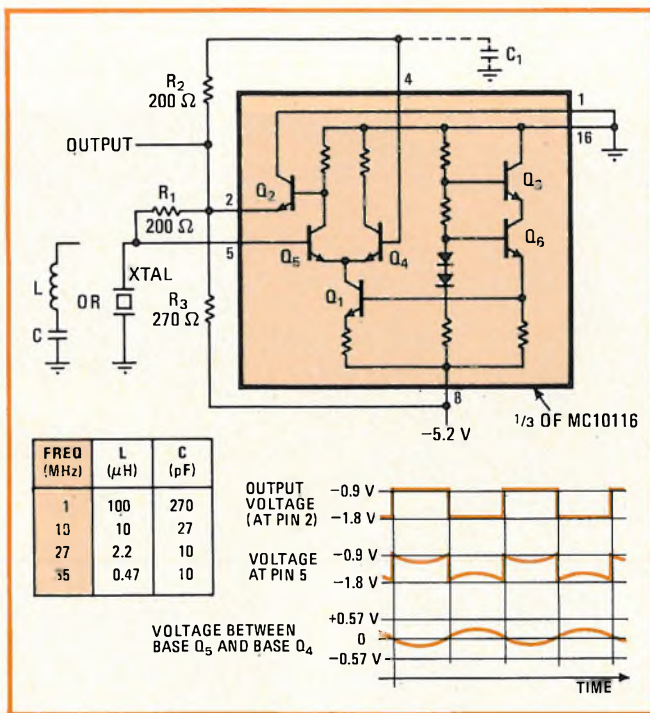 R2
200 Ω
4
C1
1
16
OUTPUT
Q2
R1
200 Ω
2
5
Q5
Q4
Q6
L
C
OR
XTAL
R3
270 Ω
Q1
8
-5.2 V
1/3 OF MC10116
FREQ (MHz) L (μH) C (pF)
1 100 270
10 10 27
27 2.2 10
0.47 10
OUTPUT VOLTAGE (AT PIN 2)
-0.9 V
-1.8 V
VOLTAGE AT PIN 5
-0.9 V
-1.8 V
VOLTAGE BETWEEN BASE Q5 AND BASE Q4
+0.57 V
0
-0.57 V
TIME